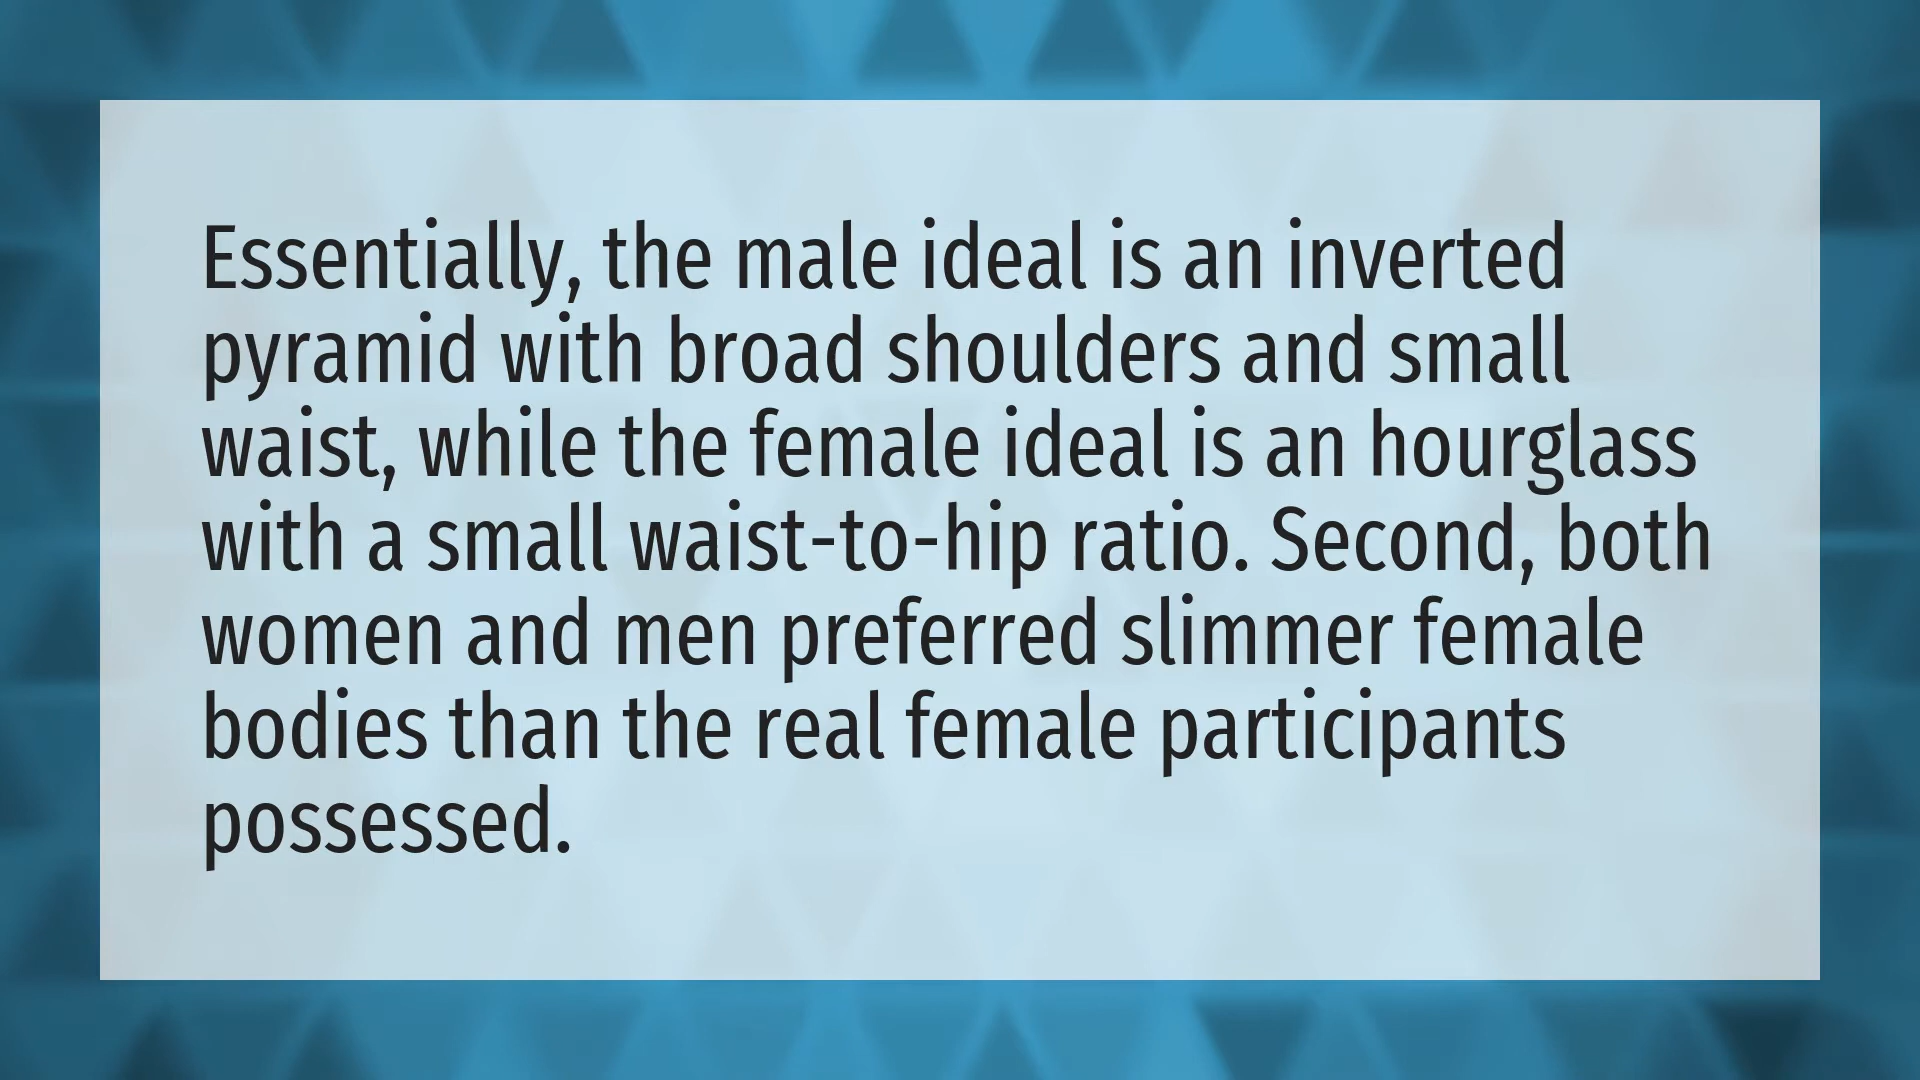 Essentially, the male ideal is an inverted
pyramid with broad shoulders and small
waist, while the female ideal is an hourglass
with a small waist-to-hip ratio. Second, both
women and men preferred slimmer female
bodies than the real female participants
possessed.